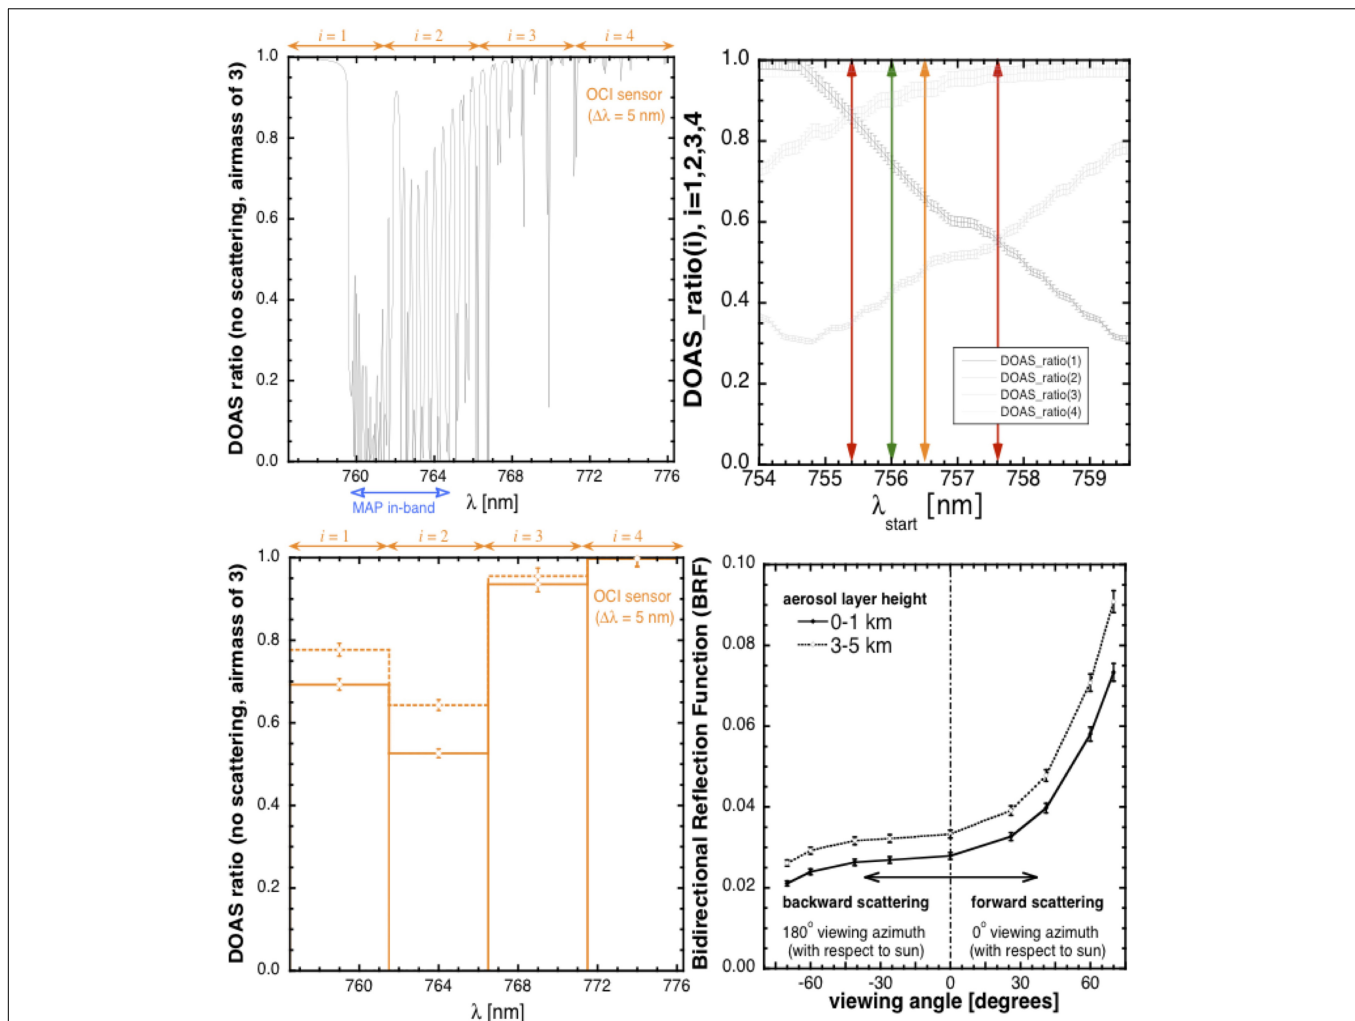 i = 1
i = 2
i = 3
i = 4
DOAS ratio (no scattering, airmass of 3)
1.0
0.8
0.6
0.4
0.2
0.0
OCI sensor
(Δλ = 5 nm)
760
764
768
772
776
MAP in-band
λ [nm]
DOAS_ratio(i), i=1,2,3,4
1.0
0.8
0.6
0.4
0.2
0.0
DOAS_ratio(1)
DOAS_ratio(2)
DOAS_ratio(3)
DOAS_ratio(4)
754
755
756
757
758
759
λstart [nm]
i = 1
i = 2
i = 3
i = 4
DOAS ratio (no scattering, airmass of 3)
1.0
0.8
0.6
0.4
0.2
0.0
OCI sensor
(Δλ = 5 nm)
760
764
768
772
776
λ [nm]
Bidirectional Reflection Function (BRF)
0.10
0.08
0.06
0.04
0.02
0.00
aerosol layer height
0-1 km
3-5 km
backward scattering
180° viewing azimuth
(with respect to sun)
forward scattering
0° viewing azimuth
(with respect to sun)
-60
-30
0
30
60
viewing angle [degrees]